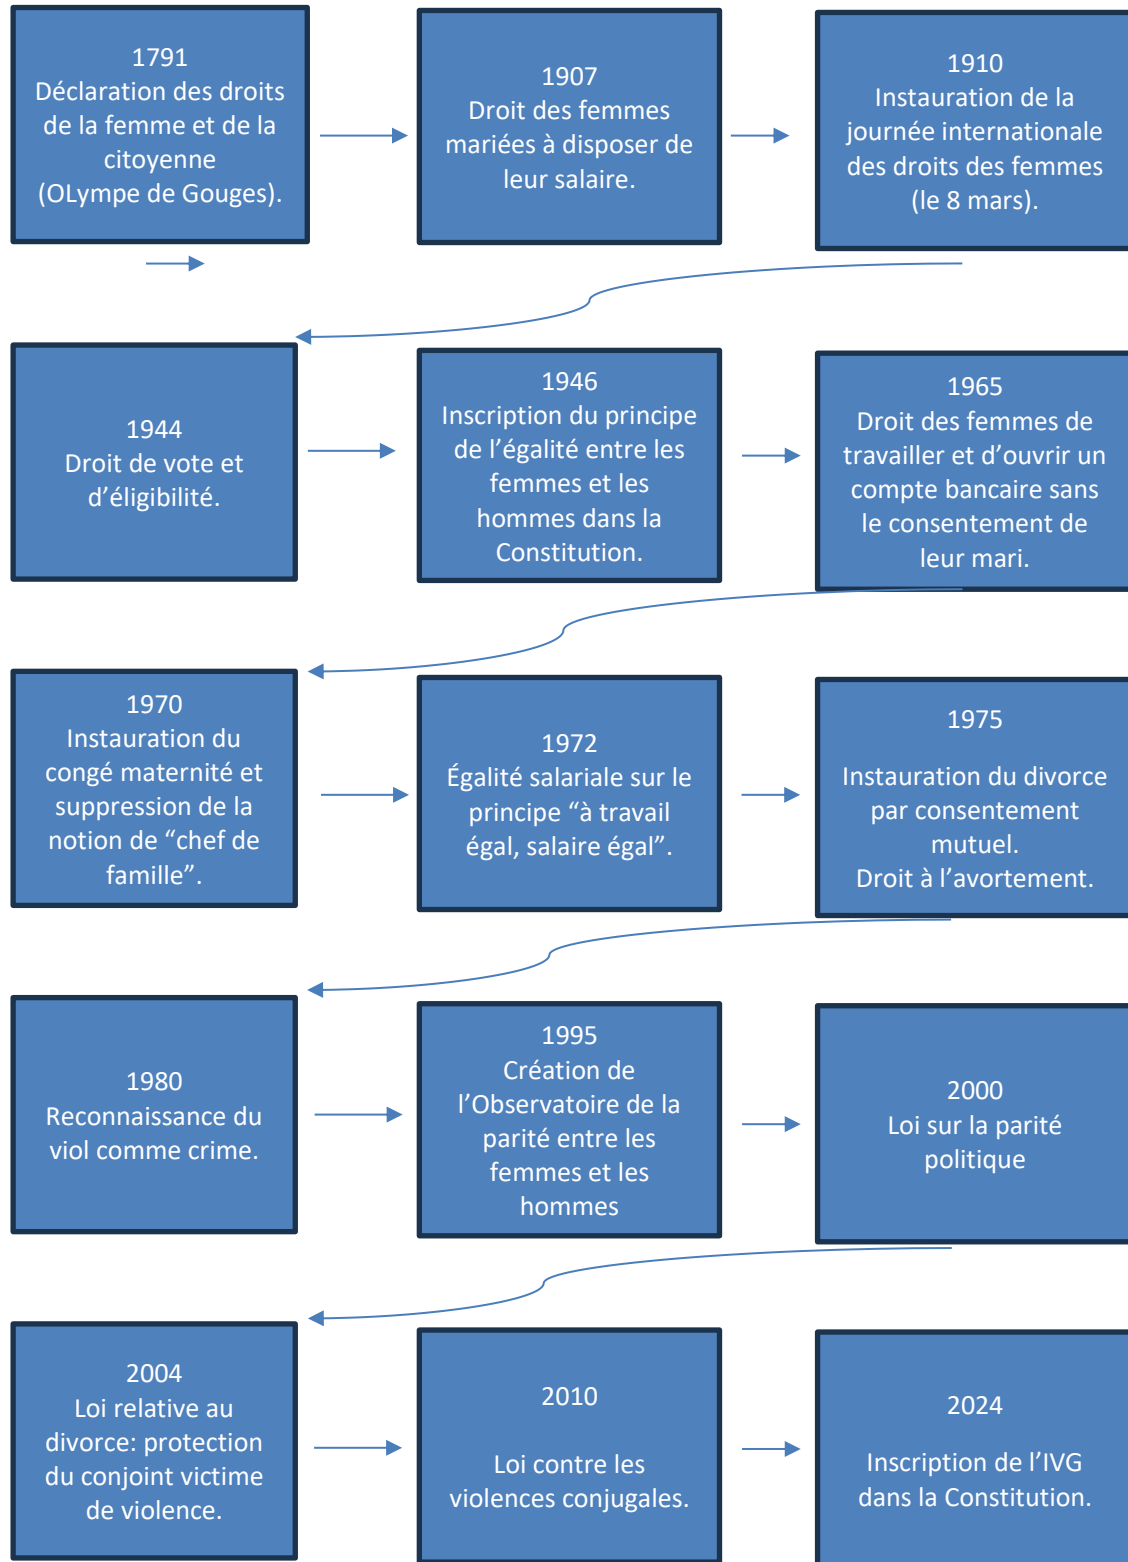 1791
Déclaration des droits
de la femme et de la
citoyenne
(OLympe de Gouges).
1907
Droit des femmes
mariées à disposer de
leur salaire.
1910
Instauration de la
journée internationale
des droits des femmes
(le 8 mars).
1944
Droit de vote et
d’éligibilité.
1946
Inscription du principe
de l’égalité entre les
femmes et les
hommes dans la
Constitution.
1965
Droit des femmes de
travailler et d’ouvrir un
compte bancaire sans
le consentement de
leur mari.
1970
Instauration du
congé maternité et
suppression de la
notion de “chef de
famille”.
1972
Égalité salariale sur le
principe “à travail
égal, salaire égal”.
1975
Instauration du divorce
par consentement
mutuel.
Droit à l’avortement.
1980
Reconnaissance du
viol comme crime.
1995
Création de
l’Observatoire de la
parité entre les
femmes et les
hommes
2000
Loi sur la parité
politique
2004
Loi relative au
divorce: protection
du conjoint victime
de violence.
2010
Loi contre les
violences conjugales.
2024
Inscription de l’IVG
dans la Constitution.